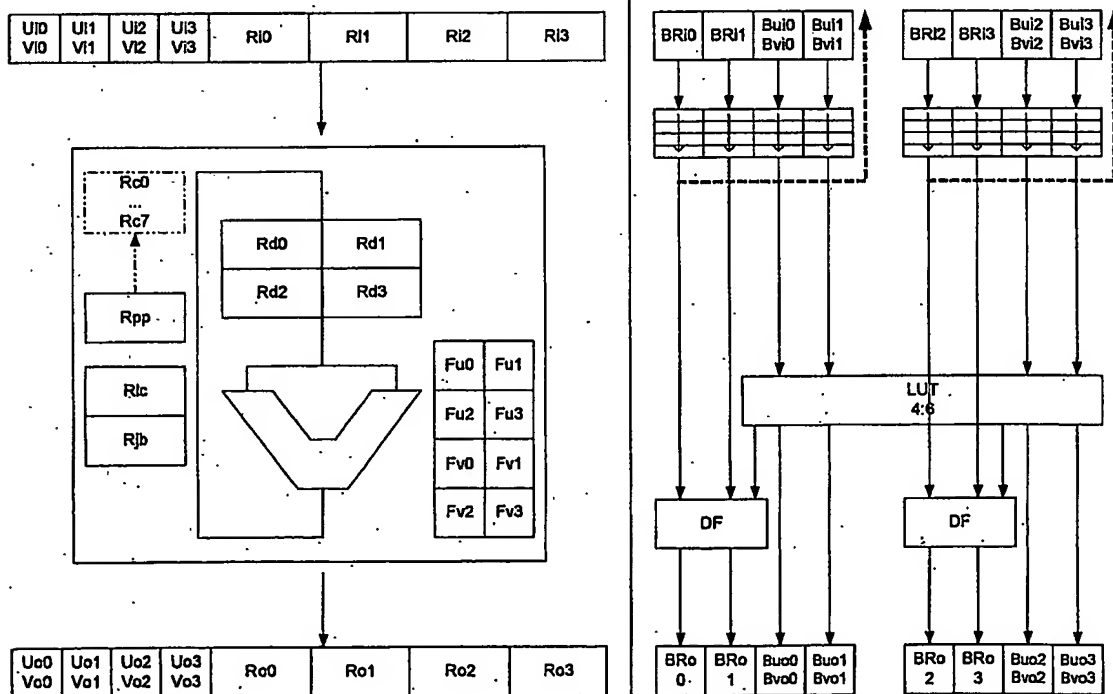 Ui0 Ui1 Ui2 Ui3
Vi0 Vi1 Vi2 Vi3
Ri0 Ri1 Ri2 Ri3
Rc0
...
Rc7
Rpp
Ric
Rjb
Rd0 Rd1
Rd2 Rd3
Fu0 Fu1
Fu2 Fu3
Fv0 Fv1
Fv2 Fv3
Uo0 Uo1 Uo2 Uo3
Vo0 Vo1 Vo2 Vo3
Ro0 Ro1 Ro2 Ro3
BRi0 BRi1
Bui0 Bui1
Bvi0 Bvi1
BRi2 BRi3
Bui2 Bui3
Bvi2 Bvi3
LUT
4:6
DF
DF
BRo BRo Buo0 Buo1
0 1 Bvo0 Bvo1
BRo BRo Buo2 Buo3
2 3 Bvo2 Bvo3